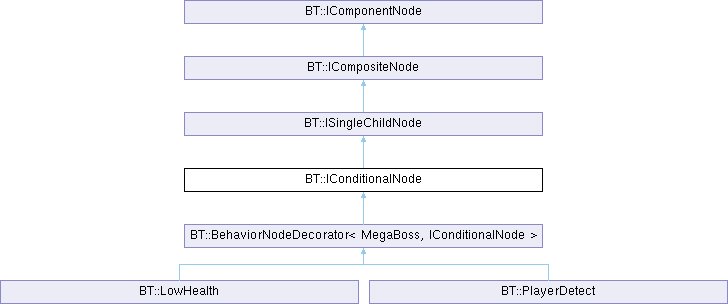 BT::IComponentNode
BT::ICompositeNode
BT::ISingleChildNode
BT::IConditionalNode
BT::BehaviorNodeDecorator< MegaBoss, IConditionalNode >
BT::LowHealth
BT::PlayerDetect